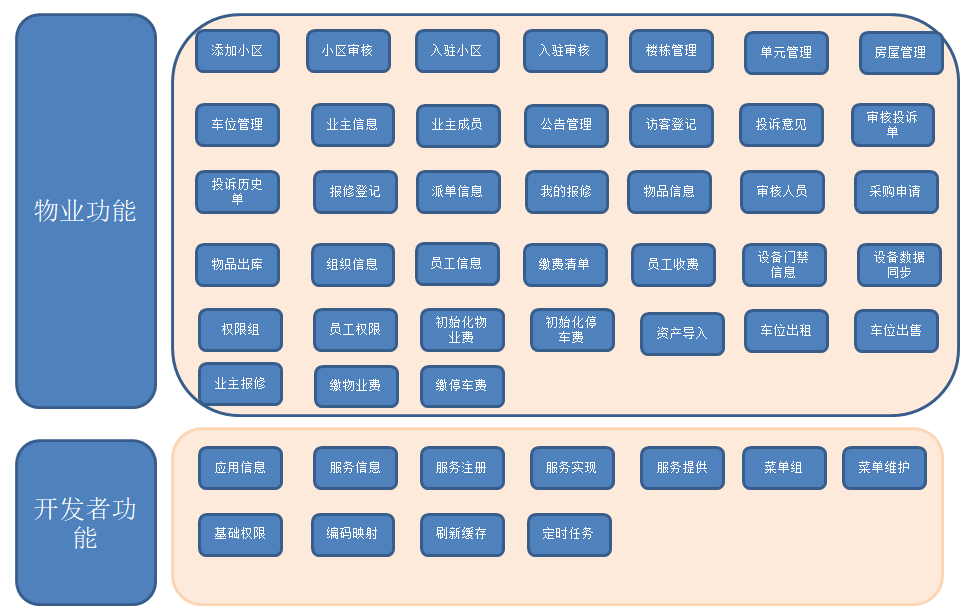 物业功能
添加小区
小区审核
入驻小区
入驻审核
楼栋管理
单元管理
房屋管理
车位管理
业主信息
业主成员
公告管理
访客登记
投诉意见
审核投诉
单
投诉历史
单
报修登记
派单信息
我的报修
物品信息
审核人员
采购申请
物品出库
组织信息
员工信息
缴费清单
员工收费
设备门禁
信息
设备数据
同步
权限组
员工权限
初始化物
业费
初始化停
车费
资产导入
车位出租
车位出售
业主报修
缴物业费
缴停车费
开发者功
能
应用信息
服务信息
服务注册
服务实现
服务提供
菜单组
菜单维护
基础权限
编码映射
刷新缓存
定时任务